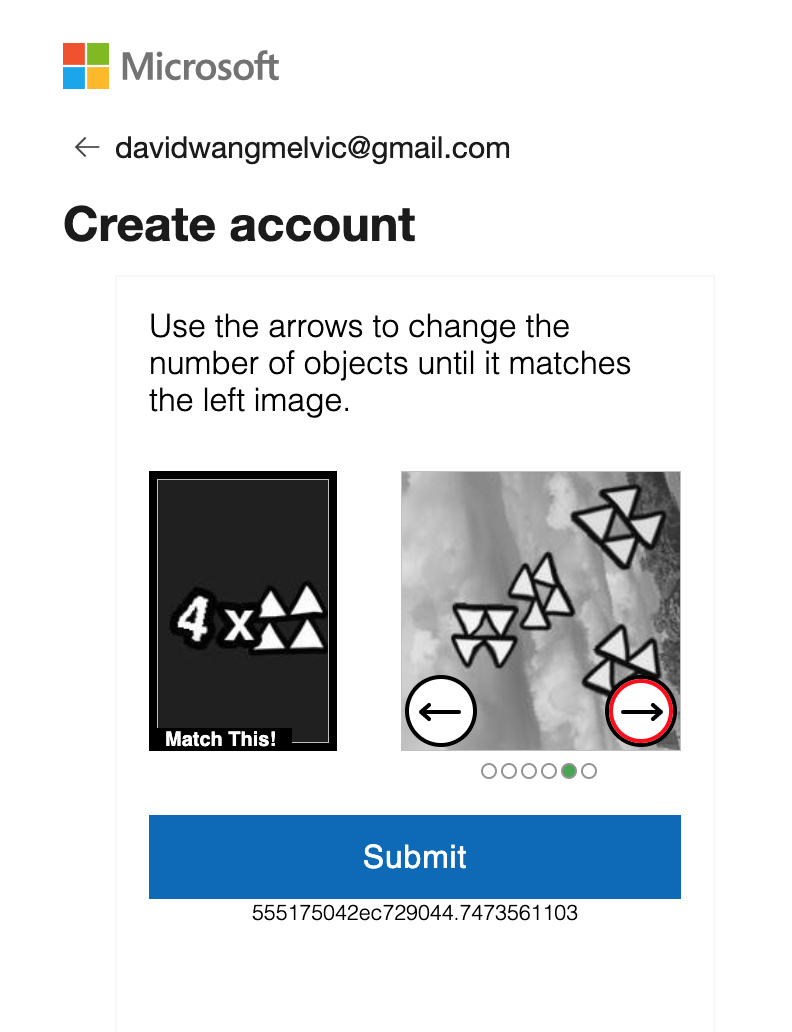 Microsoft
davidwangmelvic@gmail.com
Create account
Use the arrows to change the
number of objects until it matches
the left image.
4 x
Match This!
Submit
555175042ec729044.7473561103